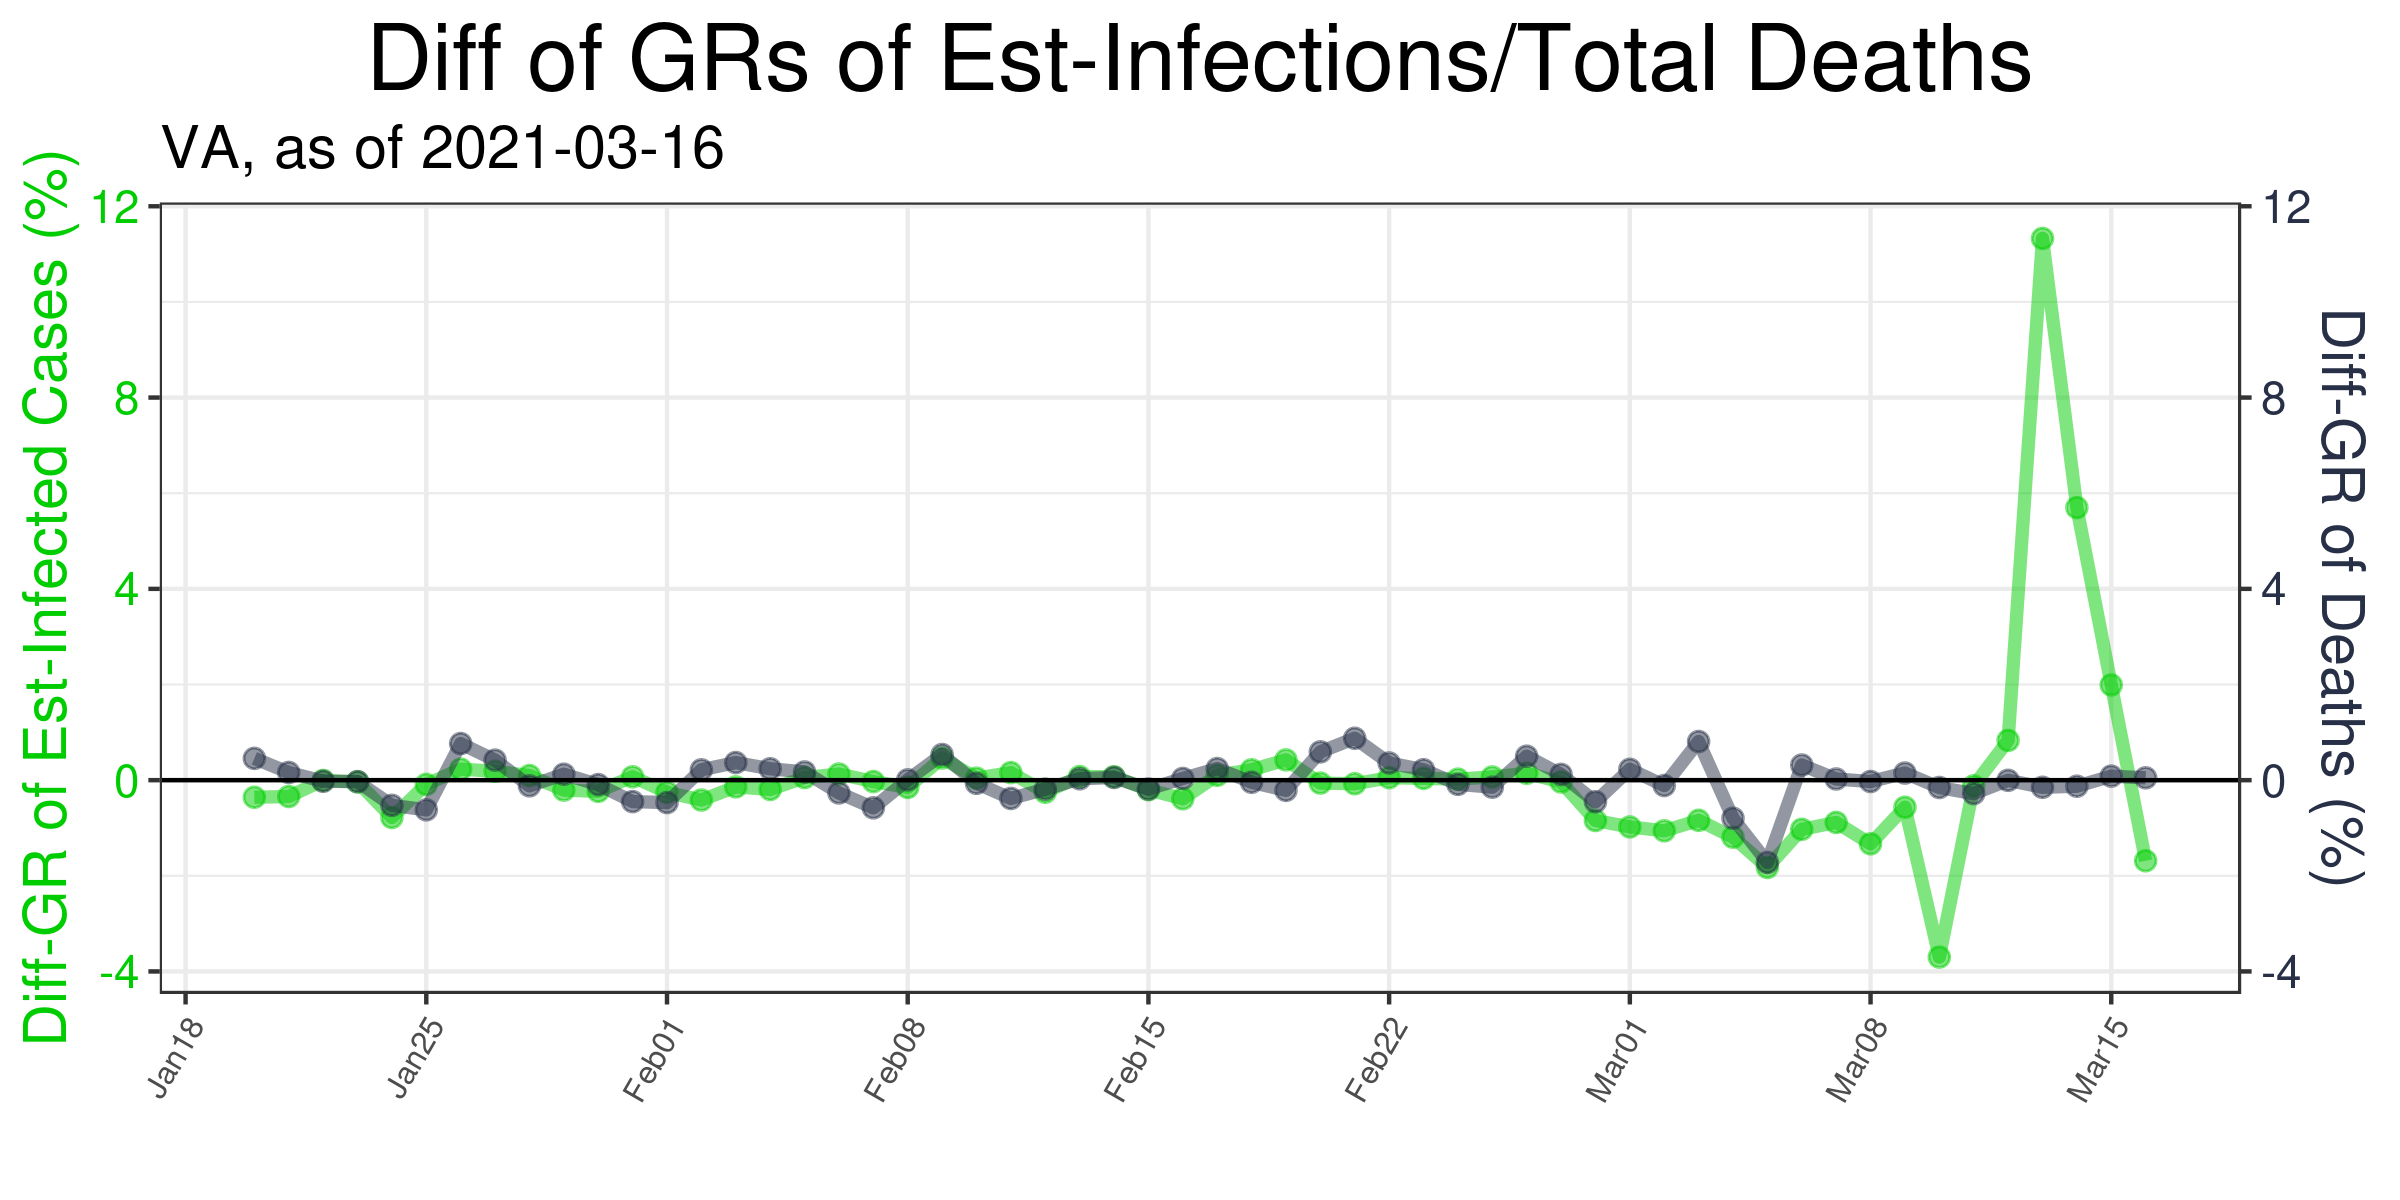 Diff of GRs of Est-Infections/Total Deaths
VA, as of 2021-03-16
Diff-GR of Est-Infected Cases (%)
12
8
4
0
-4
12
8
4
0
-4
Diff-GR of Deaths (%)
Jan18
Jan25
Feb01
Feb08
Feb15
Feb22
Mar01
Mar08
Mar15